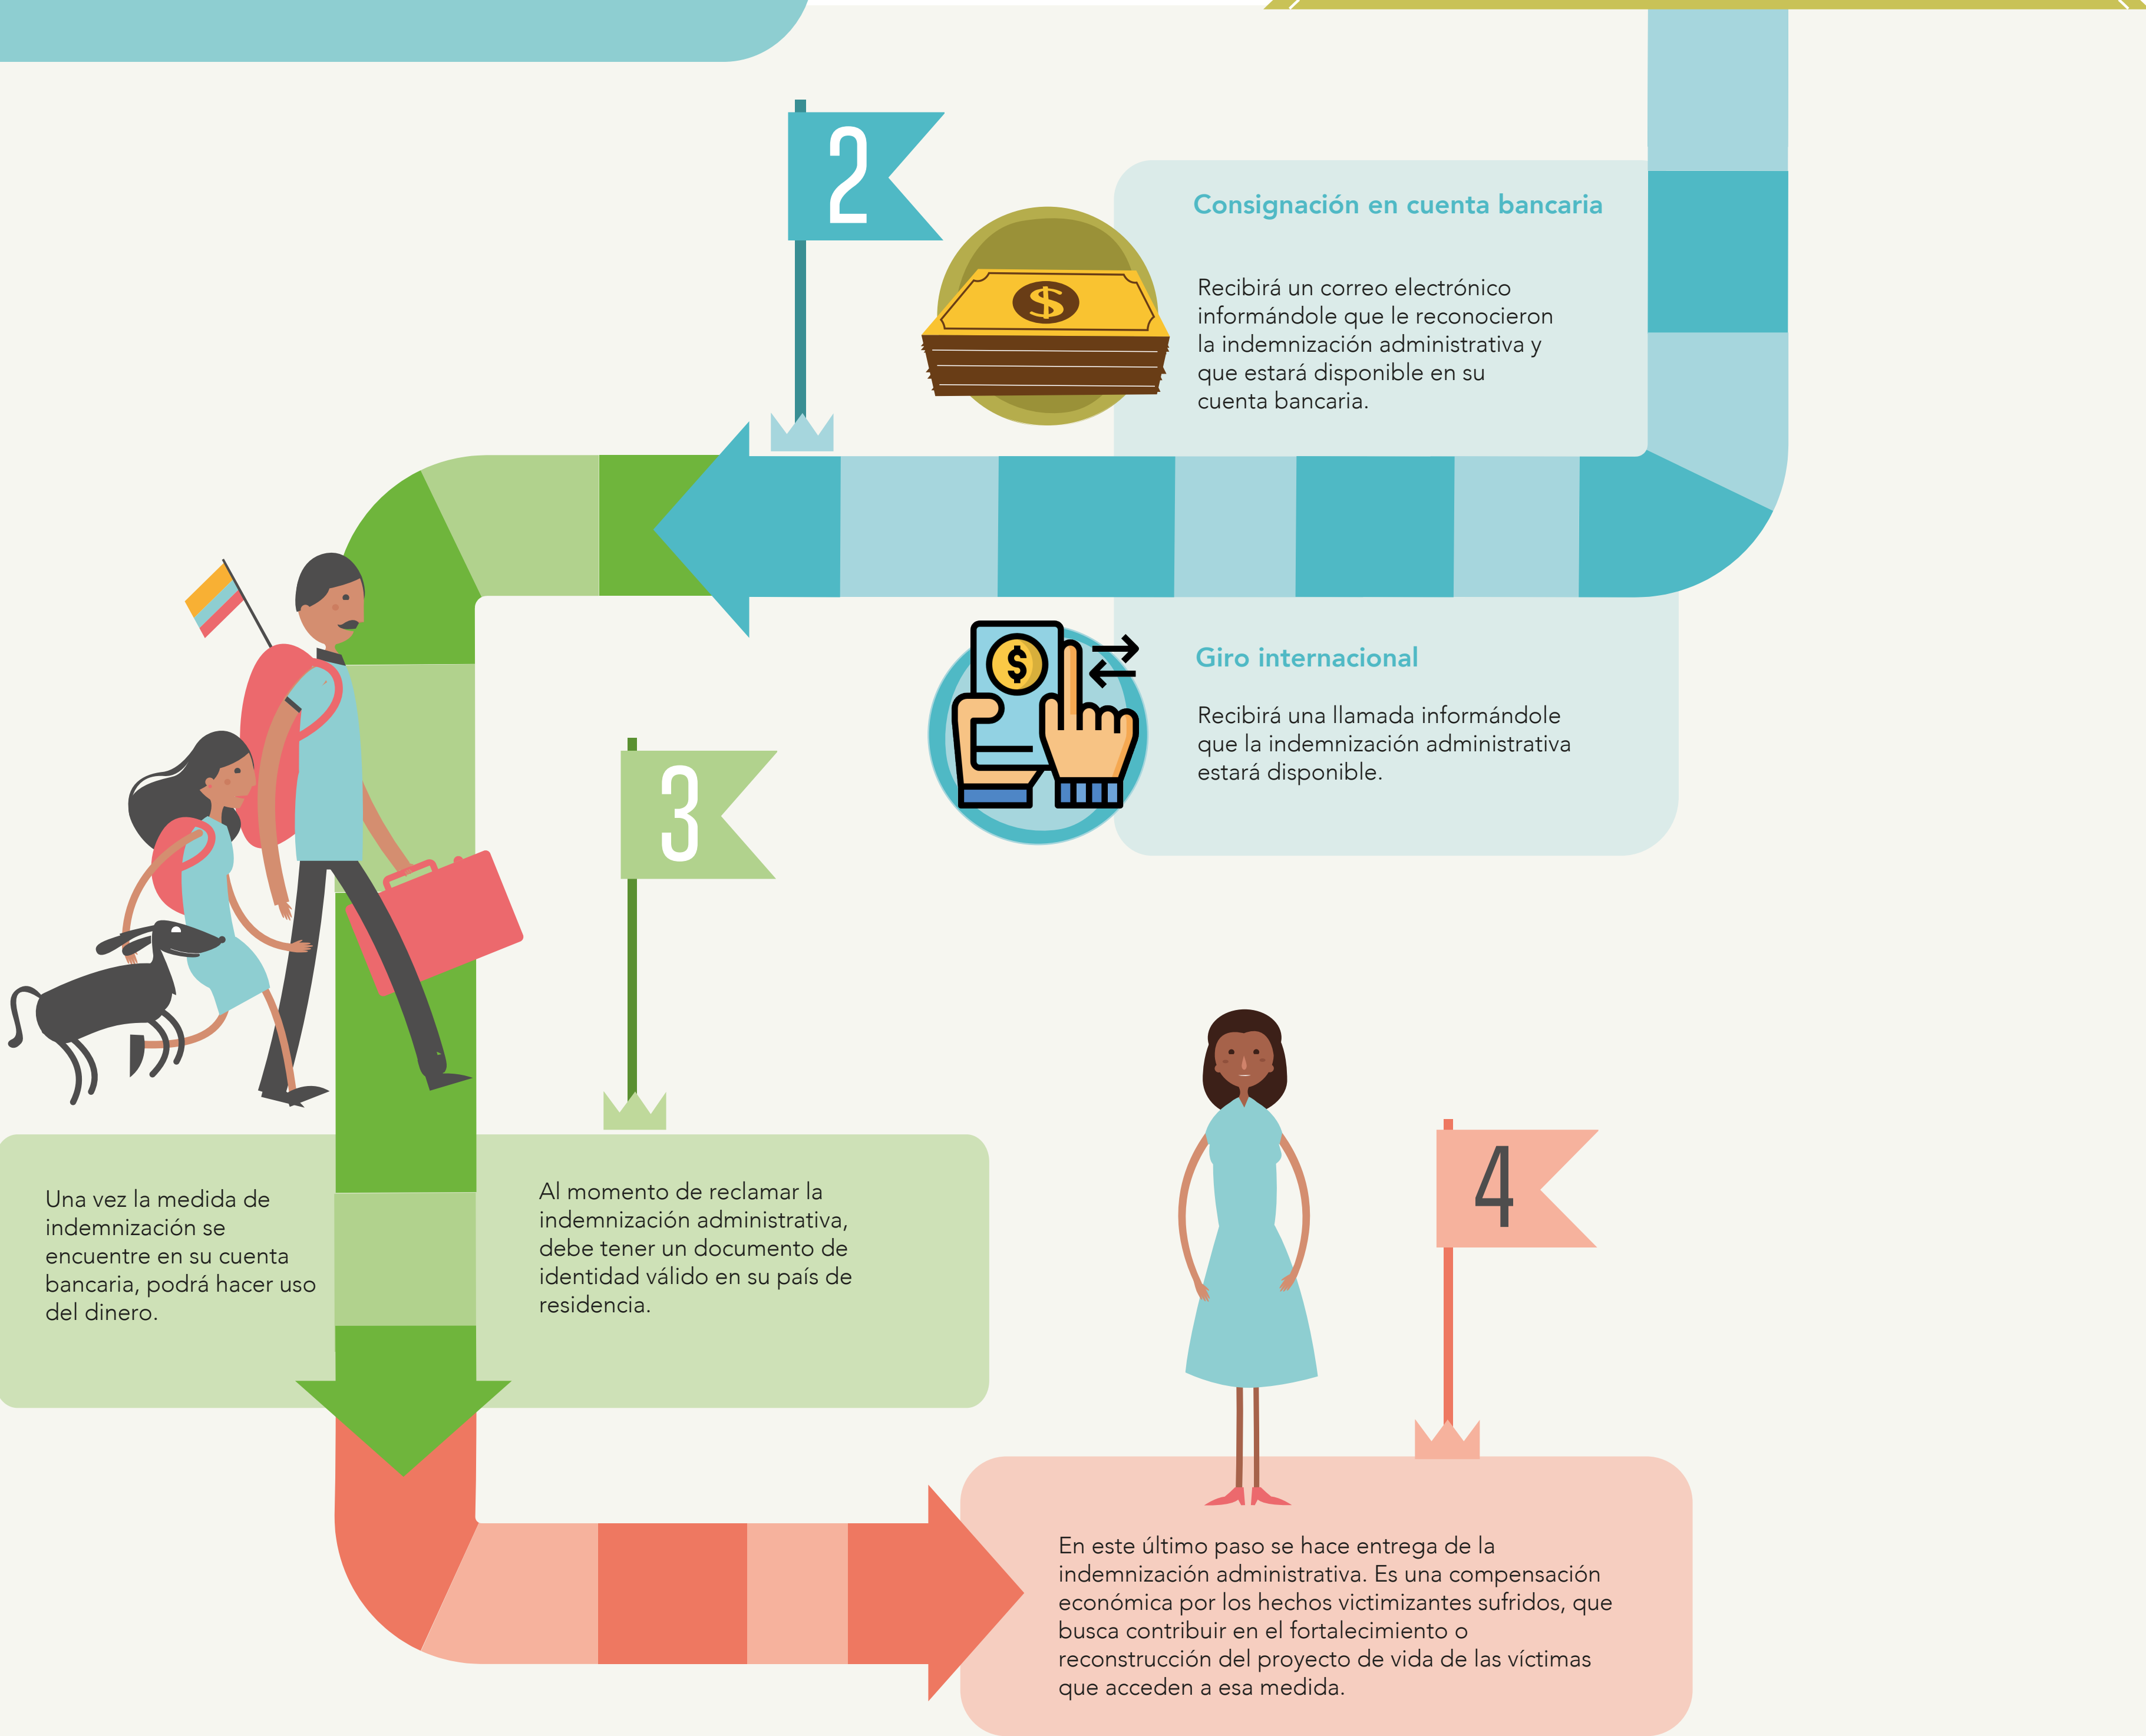 2
Consignación en cuenta bancaria
Recibirá un correo electrónico
informándole que le reconocieron
la indemnización administrativa y
que estará disponible en su
cuenta bancaria.
$
$
Giro internacional
Recibirá una llamada informándole
que la indemnización administrativa
estará disponible.
3
Una vez la medida de
indemnización se
encuentre en su cuenta
bancaria, podrá hacer uso
del dinero.
Al momento de reclamar la
indemnización administrativa,
debe tener un documento de
identidad válido en su país de
residencia.
4
En este último paso se hace entrega de la
indemnización administrativa. Es una compensación
económica por los hechos victimizantes sufridos, que
busca contribuir en el fortalecimiento o
reconstrucción del proyecto de vida de las víctimas
que acceden a esa medida.